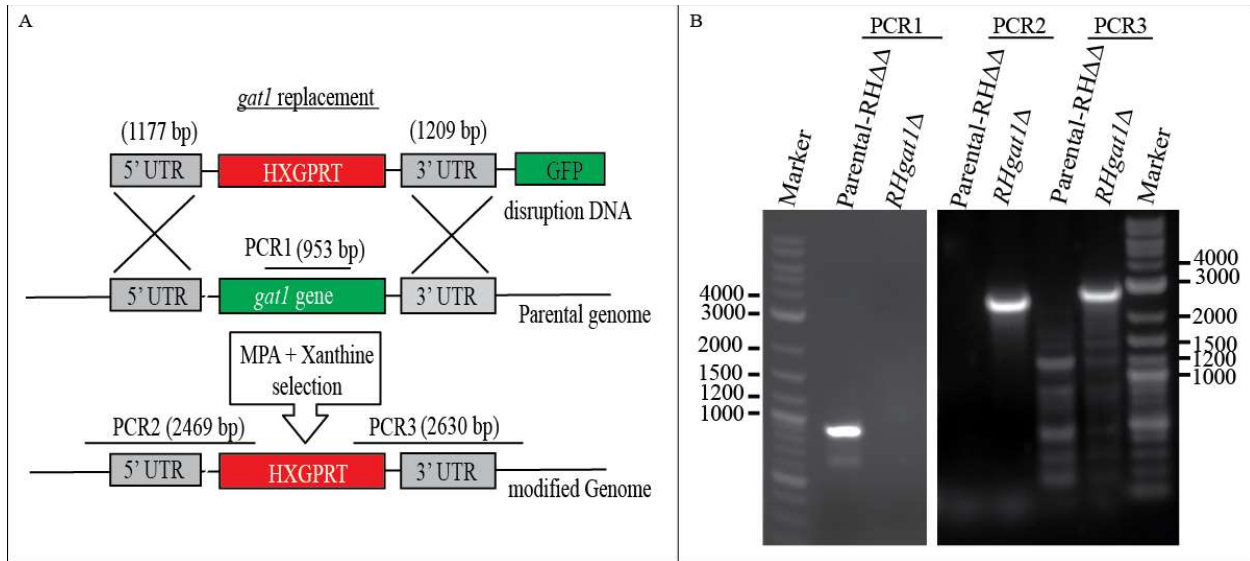 A
gat1 replacement
(1177 bp)
(1209 bp)
5’ UTR
HXGPRT
3’ UTR
GFP
disruption DNA
PCR1 (953 bp)
5’ UTR
gat1 gene
3’ UTR
Parental genome
MPA + Xanthine
selection
PCR2 (2469 bp)
PCR3 (2630 bp)
5’ UTR
HXGPRT
3’ UTR
modified Genome
B
PCR1
PCR2
PCR3
Marker
Parental-RHΔΔ
RHgat1Δ
Parental-RHΔΔ
RHgat1Δ
Parental-RHΔΔ
RHgat1Δ
Marker
4000
3000
2000
1500
1200
1000
4000
3000
2000
1500
1200
1000